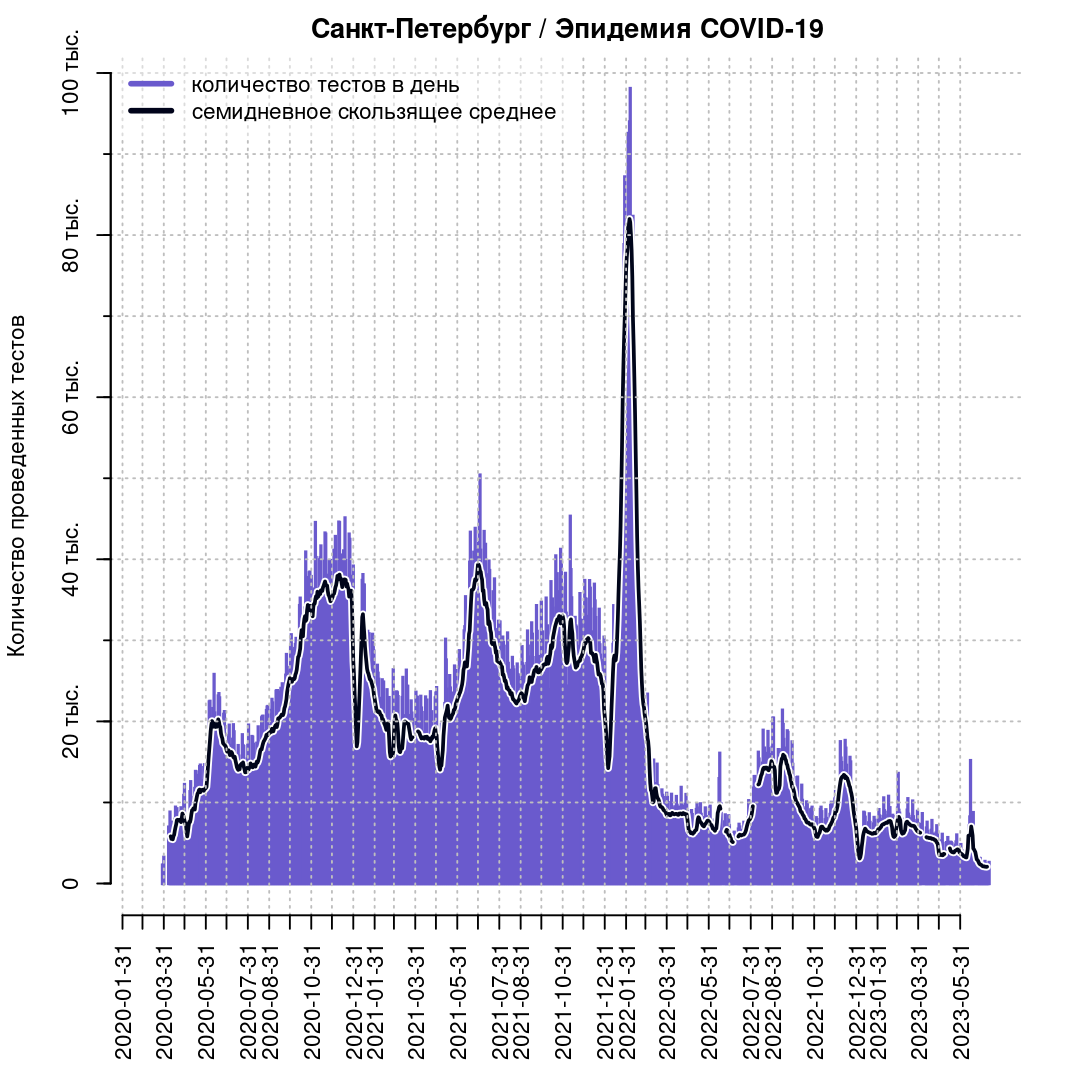 Санкт-Петербург / Эпидемия COVID-19
количество тестов в день
семидневное скользящее среднее
Количество проведенных тестов
100 тыс.
80 тыс.
60 тыс.
40 тыс.
20 тыс.
0
2020-01-31
2020-03-31
2020-05-31
2020-07-31
2020-08-31
2020-10-31
2020-12-31
2021-01-31
2021-03-31
2021-05-31
2021-07-31
2021-08-31
2021-10-31
2021-12-31
2022-01-31
2022-03-31
2022-05-31
2022-07-31
2022-08-31
2022-10-31
2022-12-31
2023-01-31
2023-03-31
2023-05-31